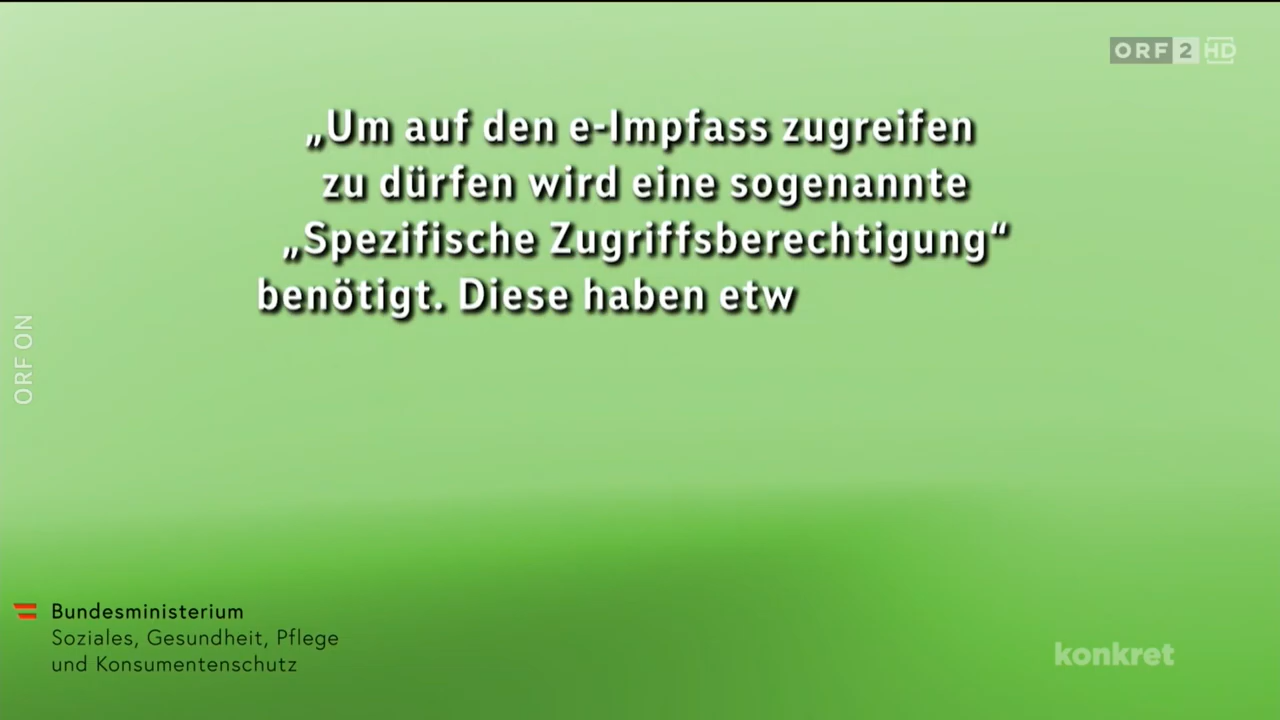 ORF 2 HD
„Um auf den e-Impfass zugreifen
zu dürfen wird eine sogenannte
„Spezifische Zugriffsberechtigung“
benötigt. Diese haben etw
ORF ON
Bundesministerium
Soziales, Gesundheit, Pflege
und Konsumentenschutz
konkret